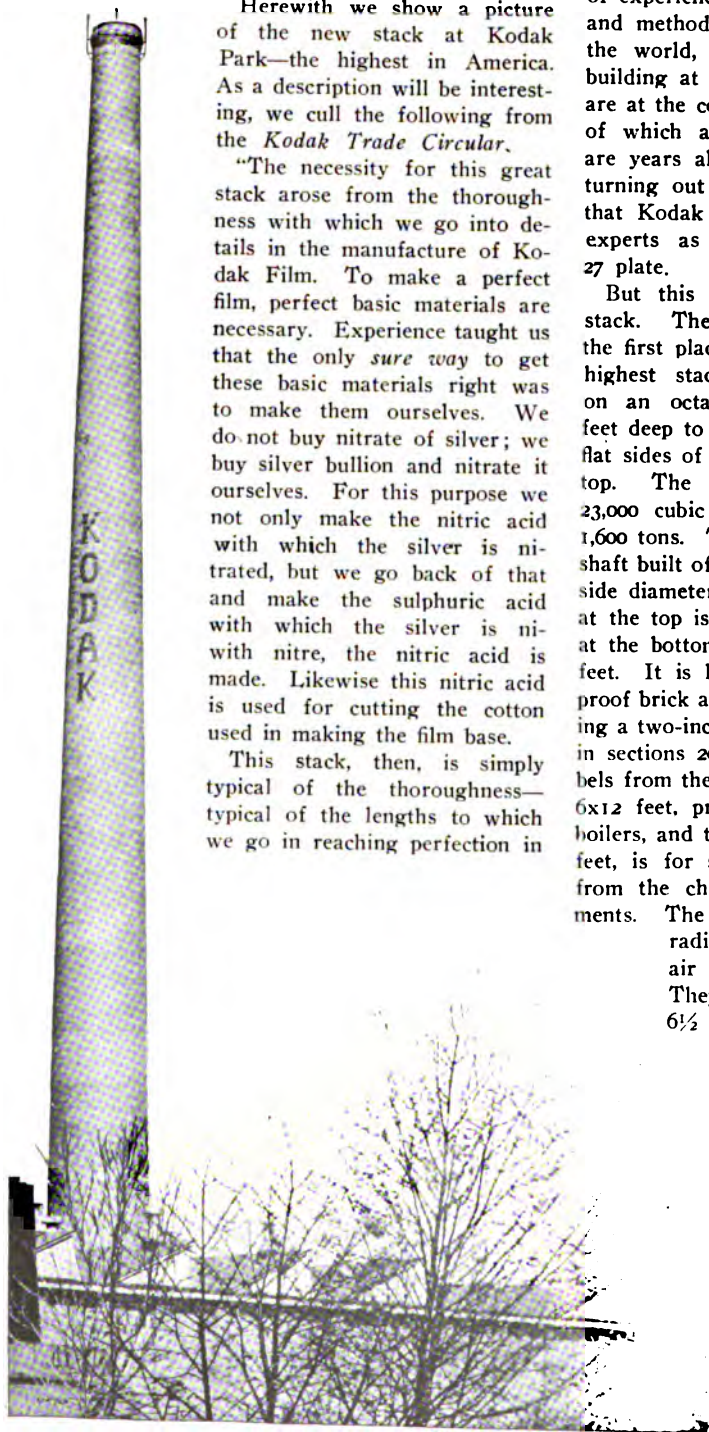 Herewith we show a picture
of the new stack at Kodak
Park—the highest in America.
As a description will be interest-
ing, we cull the following from
the Kodak Trade Circular.
"The necessity for this great
stack arose from the thorough-
ness with which we go into de-
tails in the manufacture of Ko-
dak Film. To make a perfect
film, perfect basic materials are
necessary. Experience taught us
that the only sure way to get
these basic materials right was
to make them ourselves. We
do not buy nitrate of silver; we
buy silver bullion and nitrate it
ourselves. For this purpose we
not only make the nitric acid
with which the silver is ni-
trated, but we go back of that
and make the sulphuric acid
with which the silver is ni-
with nitre, the nitric acid is
made. Likewise this nitric acid
is used for cutting the cotton
used in making the film base.
This stack, then, is simply
typical of the thoroughness—
typical of the lengths to which
we go in reaching perfection in
KODAK
and method
the world,
building at
are at the
of which
are years
turning out
that Kodak
experts as
27 plate.
But this
stack. The
the first
highest
on an
feet deep to
flat sides of
top. The
23,000 cubic
1,600 tons.
shaft built of
side
at the top is
at the
feet. It is
proof brick
ing a
in sections
bels from the
6x12 feet,
boilers, and
feet, is for
from the
ments. The
air
6½